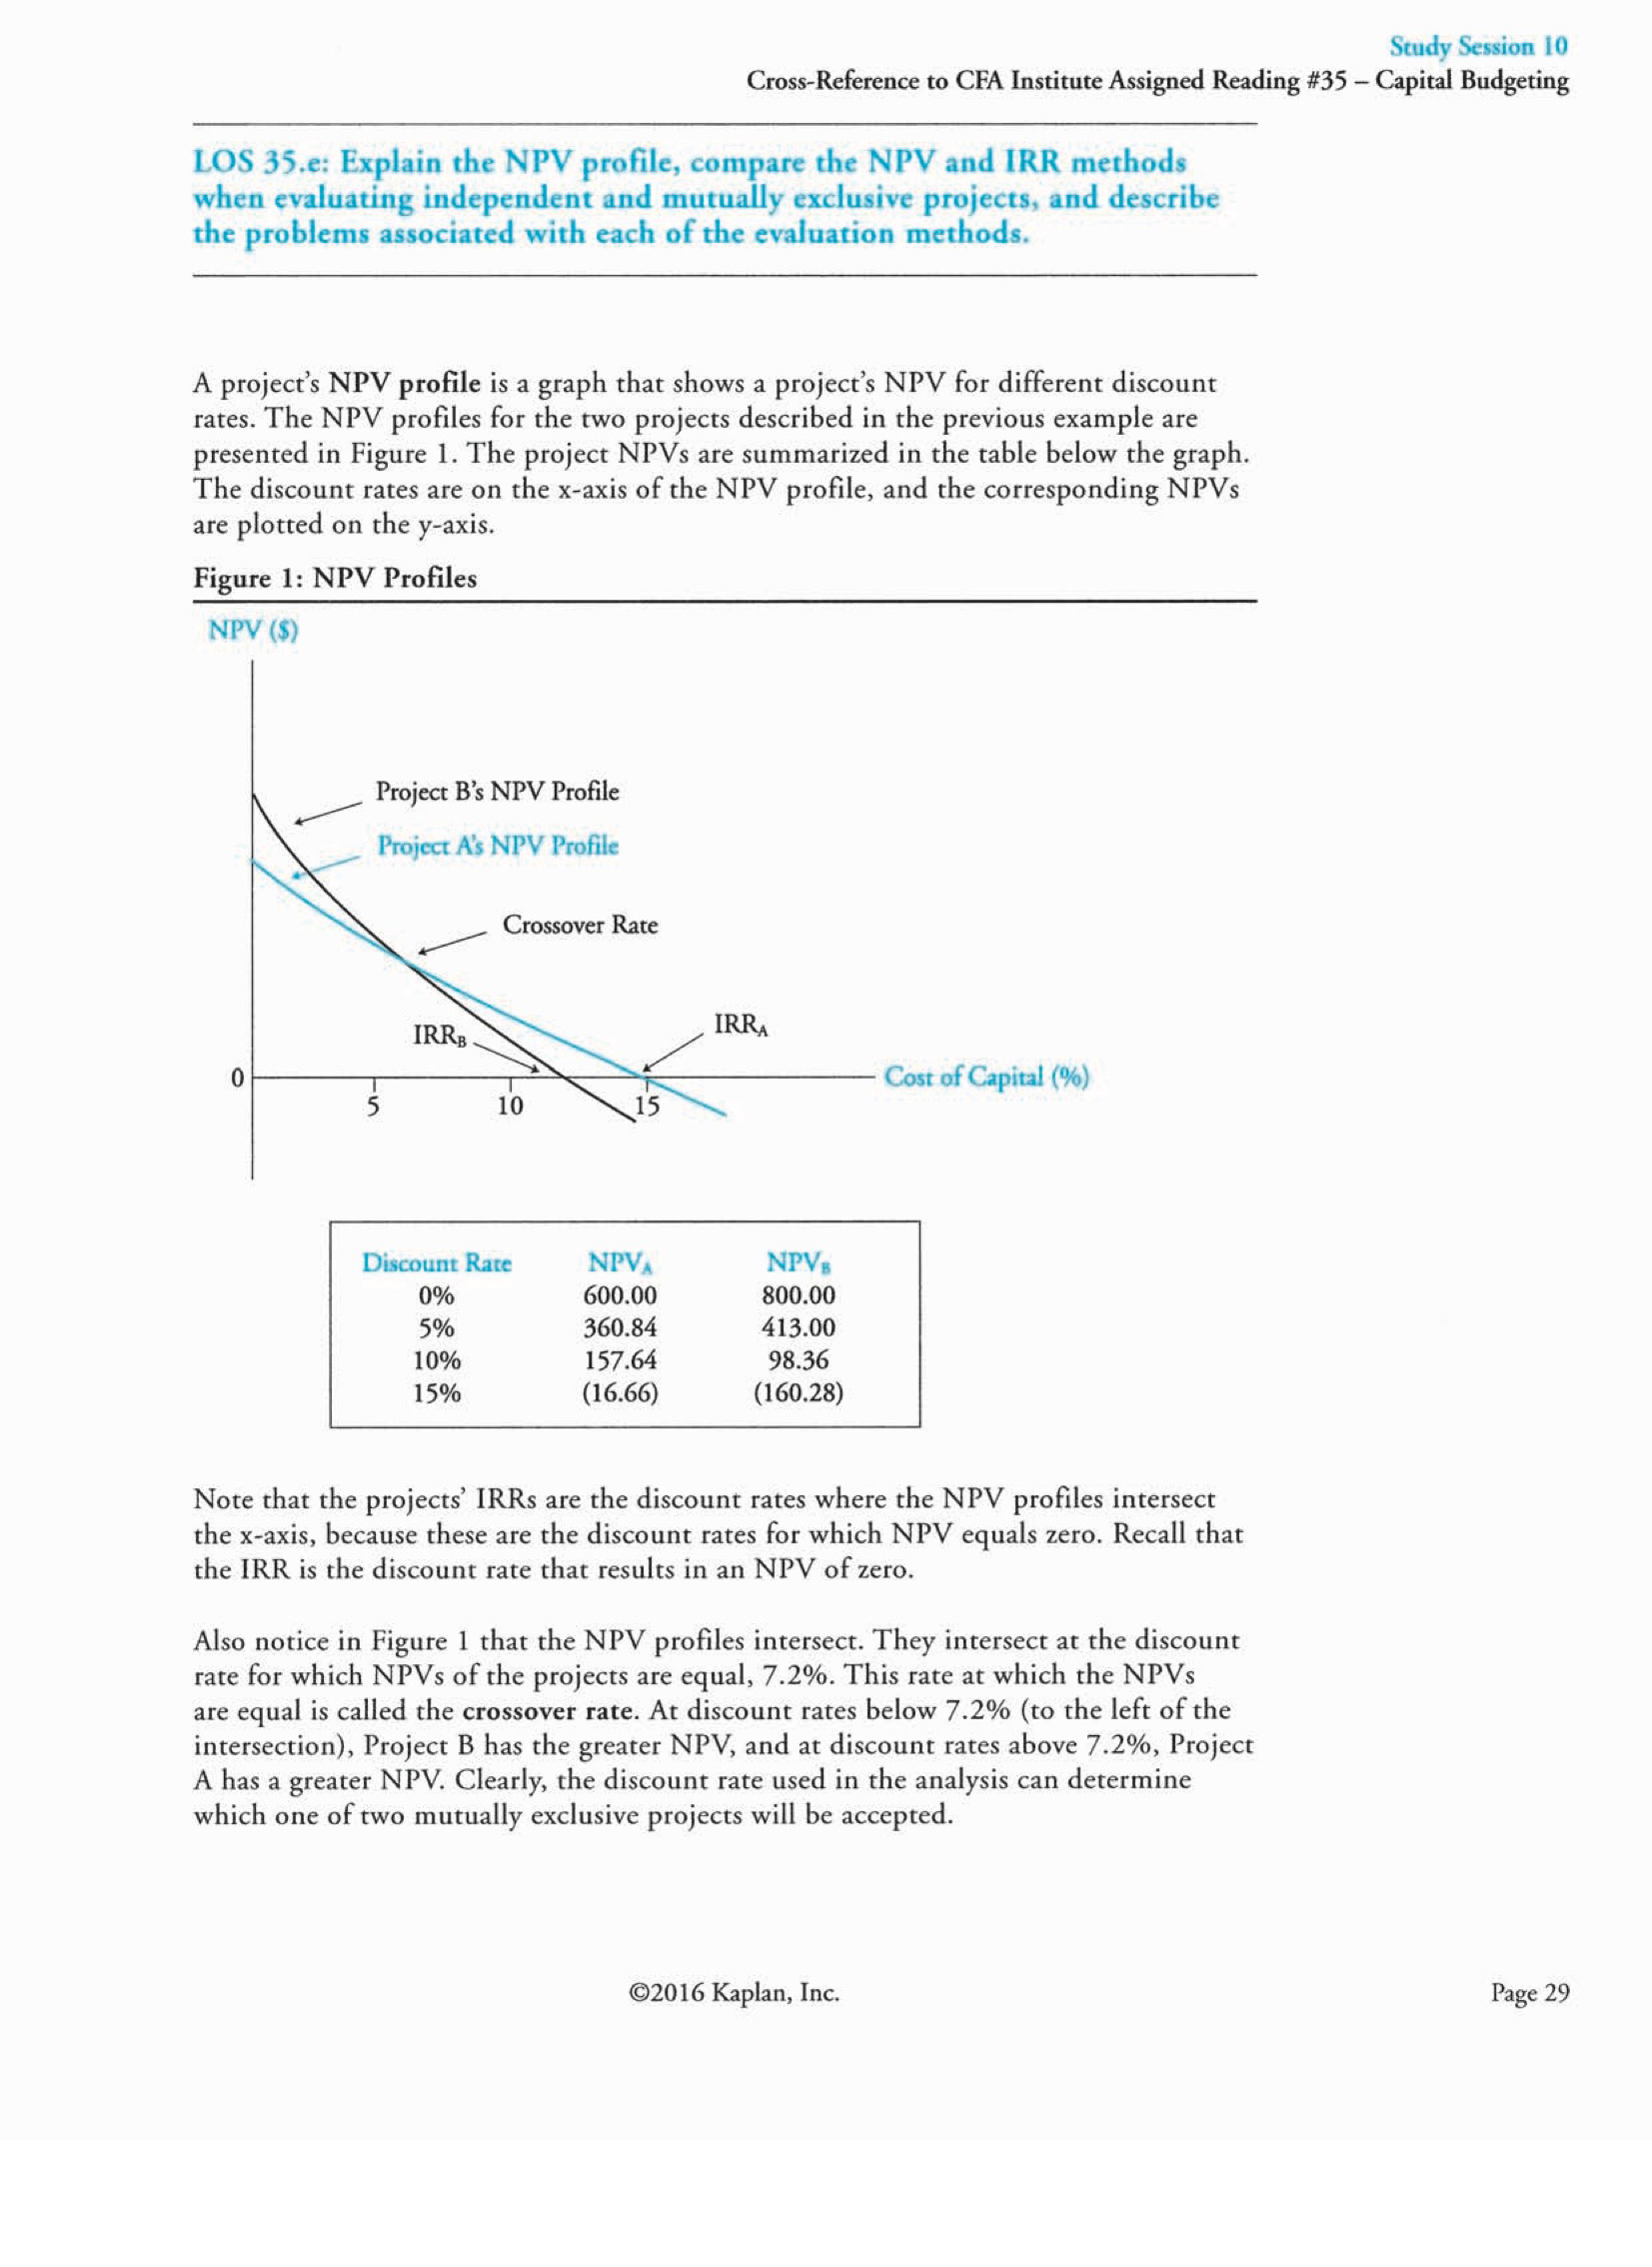 Study Session 10
Cross-Reference to CFA Institute Assigned Reading #35 – Capital Budgeting
LOS 35.e: Explain the NPV profile, compare the NPV and IRR methods
when evaluating independent and mutually exclusive projects, and describe
the problems associated with each of the evaluation methods.
A project's NPV profile is a graph that shows a project's NPV for different discount
rates. The NPV profiles for the two projects described in the previous example are
presented in Figure 1. The project NPVs are summarized in the table below the graph.
The discount rates are on the x-axis of the NPV profile, and the corresponding NPVs
are plotted on the y-axis.
Figure 1: NPV Profiles
NPV ($)
Project B's NPV Profile
Project A's NPV Profile
Crossover Rate
IRRA
IRRB
0
Cost of Capital (%)
5 10 15
Discount Rate NPVA NPVB
0% 600.00 800.00
5% 360.84 413.00
10% 157.64 98.36
15% (16.66) (160.28)
Note that the projects' IRRs are the discount rates where the NPV profiles intersect
the x-axis, because these are the discount rates for which NPV equals zero. Recall that
the IRR is the discount rate that results in an NPV of zero.
Also notice in Figure 1 that the NPV profiles intersect. They intersect at the discount
rate for which NPVs of the projects are equal, 7.2%. This rate at which the NPVs
are equal is called the crossover rate. At discount rates below 7.2% (to the left of the
intersection), Project B has the greater NPV, and at discount rates above 7.2%, Project
A has a greater NPV. Clearly, the discount rate used in the analysis can determine
which one of two mutually exclusive projects will be accepted.
©2016 Kaplan, Inc.
Page 29